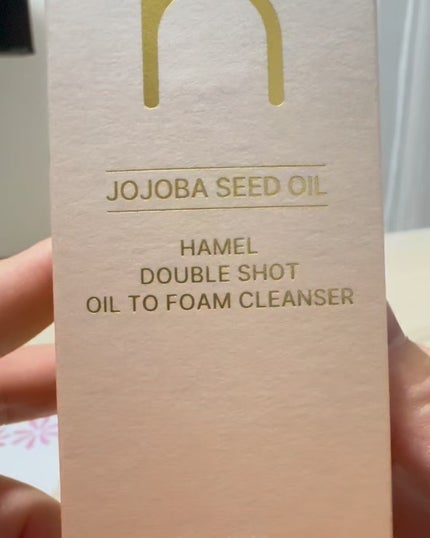 JOJOBA SEED OIL
HAMEL
DOUBLE SHOT
OIL TO FOAM CLEANSER